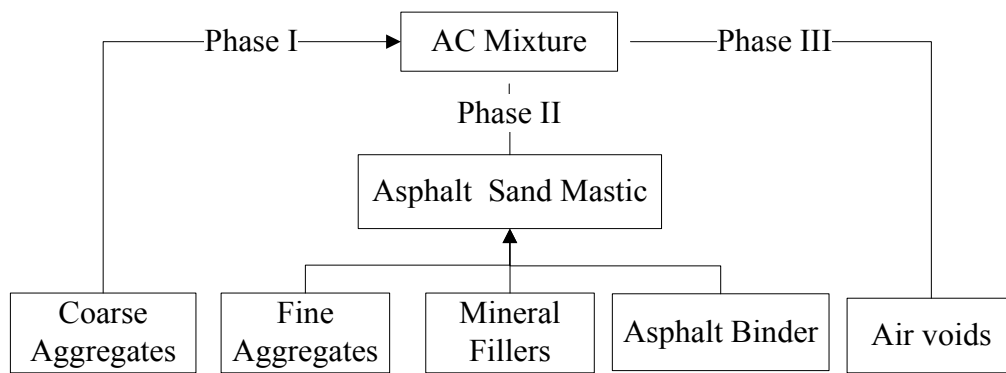 Phase I
AC Mixture
Phase III
Phase II
Asphalt Sand Mastic
Coarse
Aggregates
Fine
Aggregates
Mineral
Fillers
Asphalt Binder
Air voids